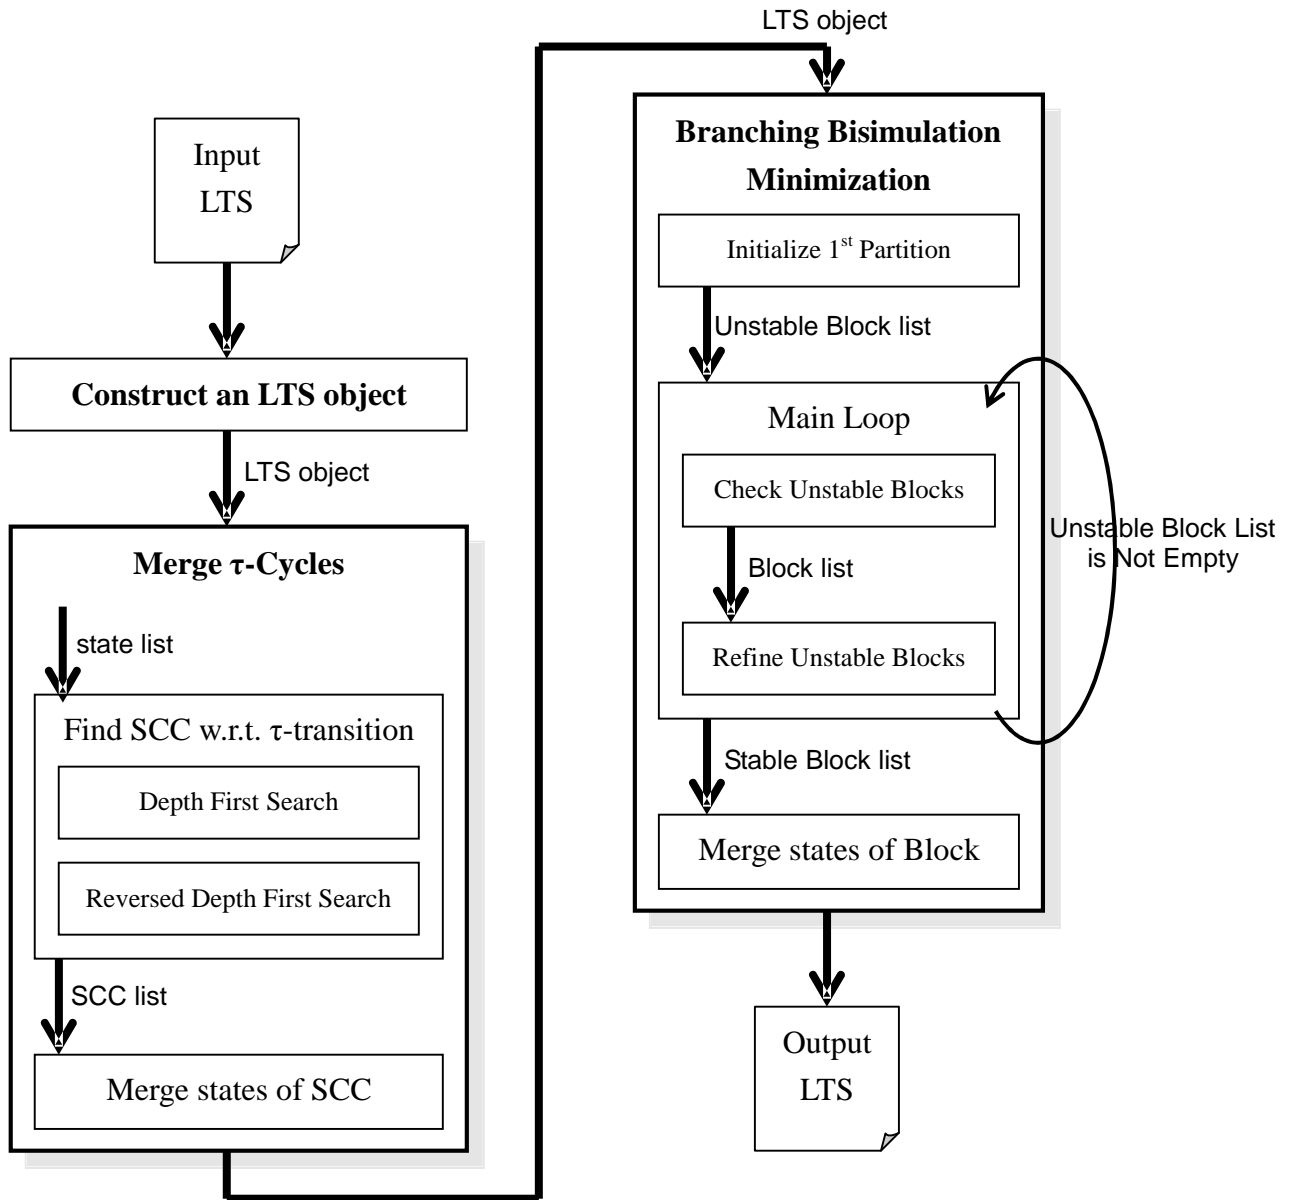 Input
LTS
Construct an LTS object
LTS object
Merge τ-Cycles
state list
Find SCC w.r.t. τ-transition
Depth First Search
Reversed Depth First Search
SCC list
Merge states of SCC
LTS object
Branching Bisimulation
Minimization
Initialize 1st Partition
Unstable Block list
Main Loop
Check Unstable Blocks
Block list
Refine Unstable Blocks
Unstable Block List
is Not Empty
Stable Block list
Merge states of Block
Output
LTS